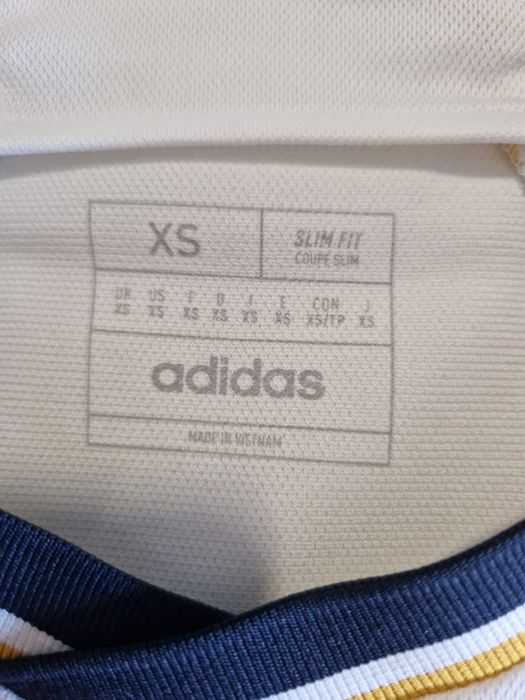 XS
SLIM FIT
COUPE SLIM
UK US F D I E CDN J
XS XS XS XS XS XS XS/TP XS
adidas
MADE IN VIETNAM